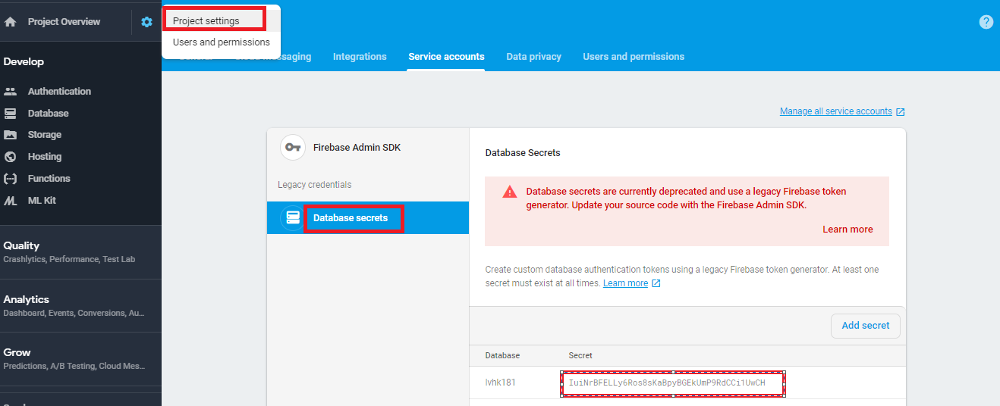 Project Overview
Project settings
Users and permissions
Cloud Messaging
Integrations
Service accounts
Data privacy
Users and permissions
Develop
Authentication
Database
Storage
Hosting
Functions
ML Kit
Quality
Crashlytics, Performance, Test Lab
Analytics
Dashboard, Events, Conversions, Au...
Grow
Predictions, A/B Testing, Cloud Mes...
Manage all service accounts
Firebase Admin SDK
Legacy credentials
Database secrets
Database Secrets
Database secrets are currently deprecated and use a legacy Firebase token
generator. Update your source code with the Firebase Admin SDK.
Learn more
Create custom database authentication tokens using a legacy Firebase token generator. At least one
secret must exist at all times. Learn more
Add secret
Database Secret
lvhk181 IuiNrBFELLy6Ros8sKaBpyBGEkUmP9RdCCi1UwCH